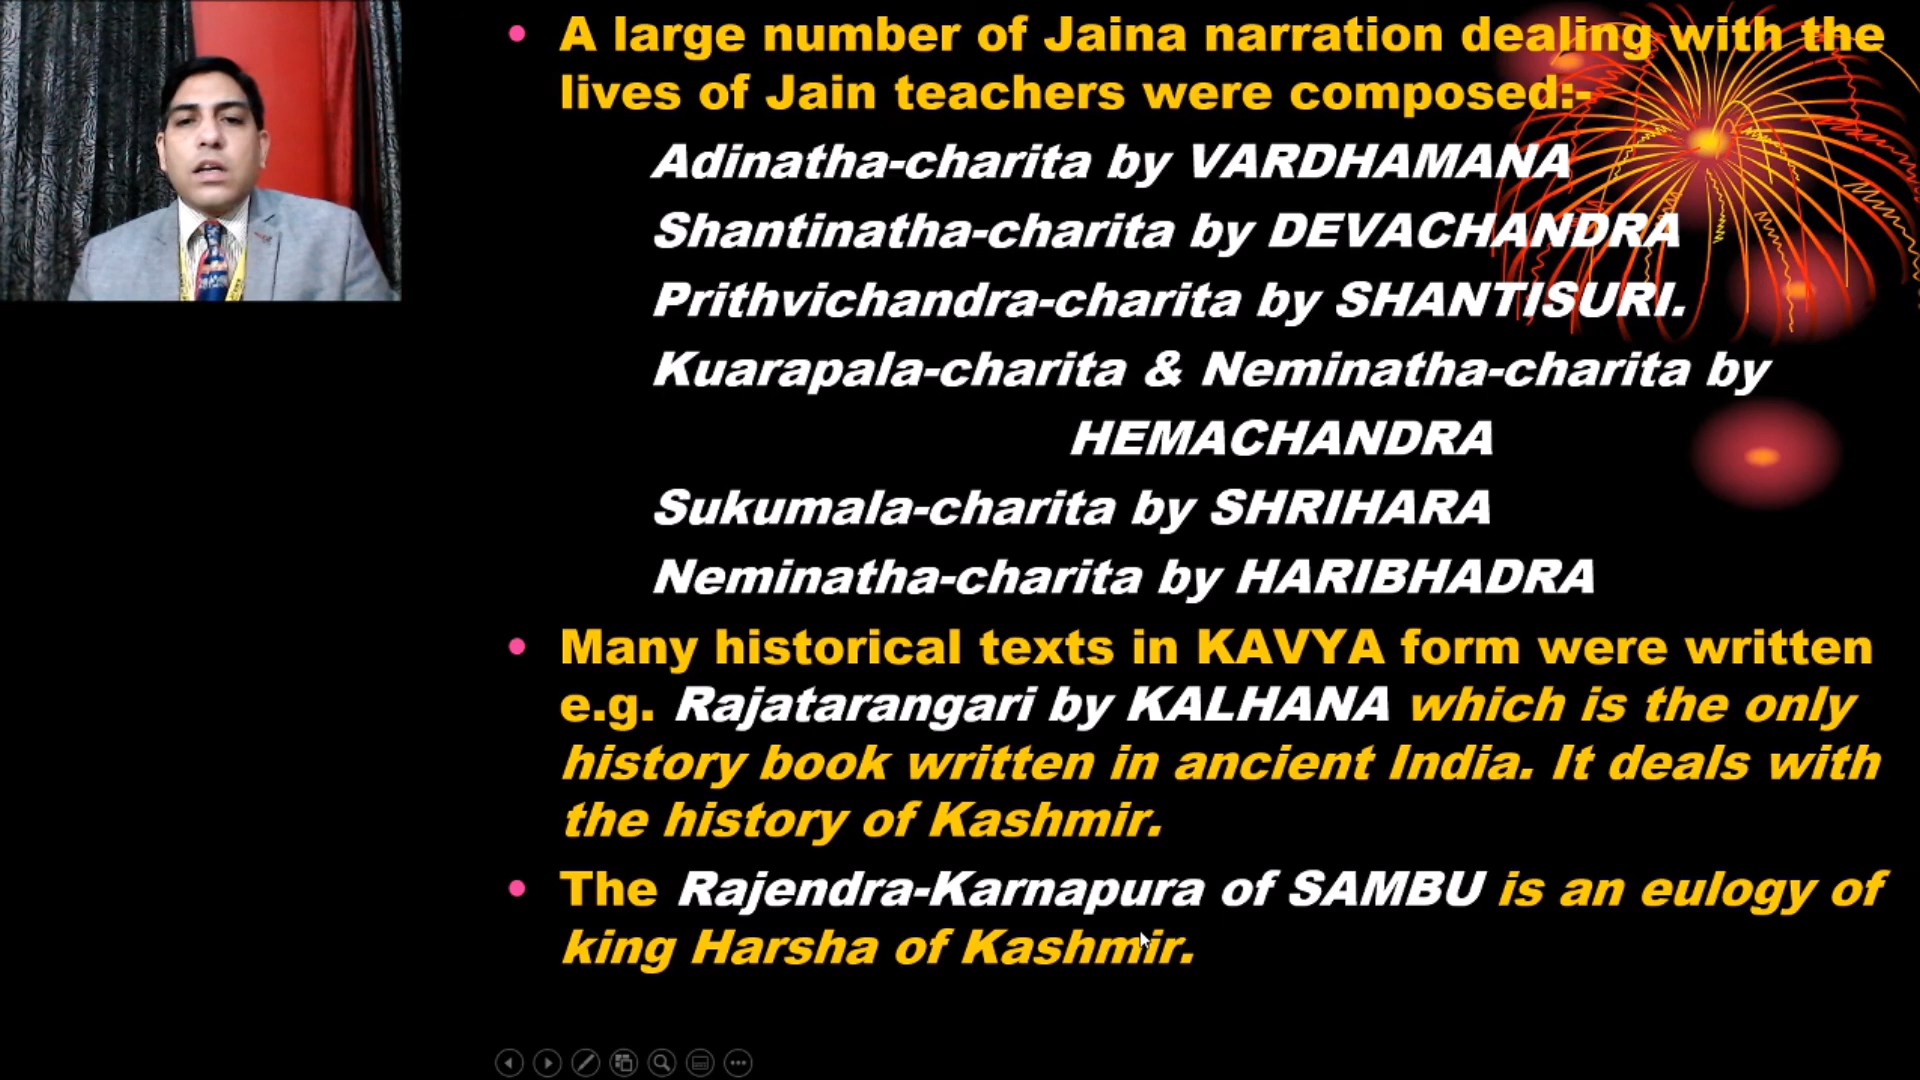 A large number of Jaina narration dealing with the
lives of Jain teachers were composed:-
Adinatha-charita by VARDHAMANA
Shantinatha-charita by DEVACHANDRA
Prithvichandra-charita by SHANTISURI.
Kuarapala-charita & Neminatha-charita by
HEMACHANDRA
Sukumala-charita by SHRIHARA
Neminatha-charita by HARIBHADRA
Many historical texts in KAVYA form were written
e.g. Rajatarangari by KALHANA which is the only
history book written in ancient India. It deals with
the history of Kashmir.
The Rajendra-Karnapura of SAMBU is an eulogy of
king Harsha of Kashmir.